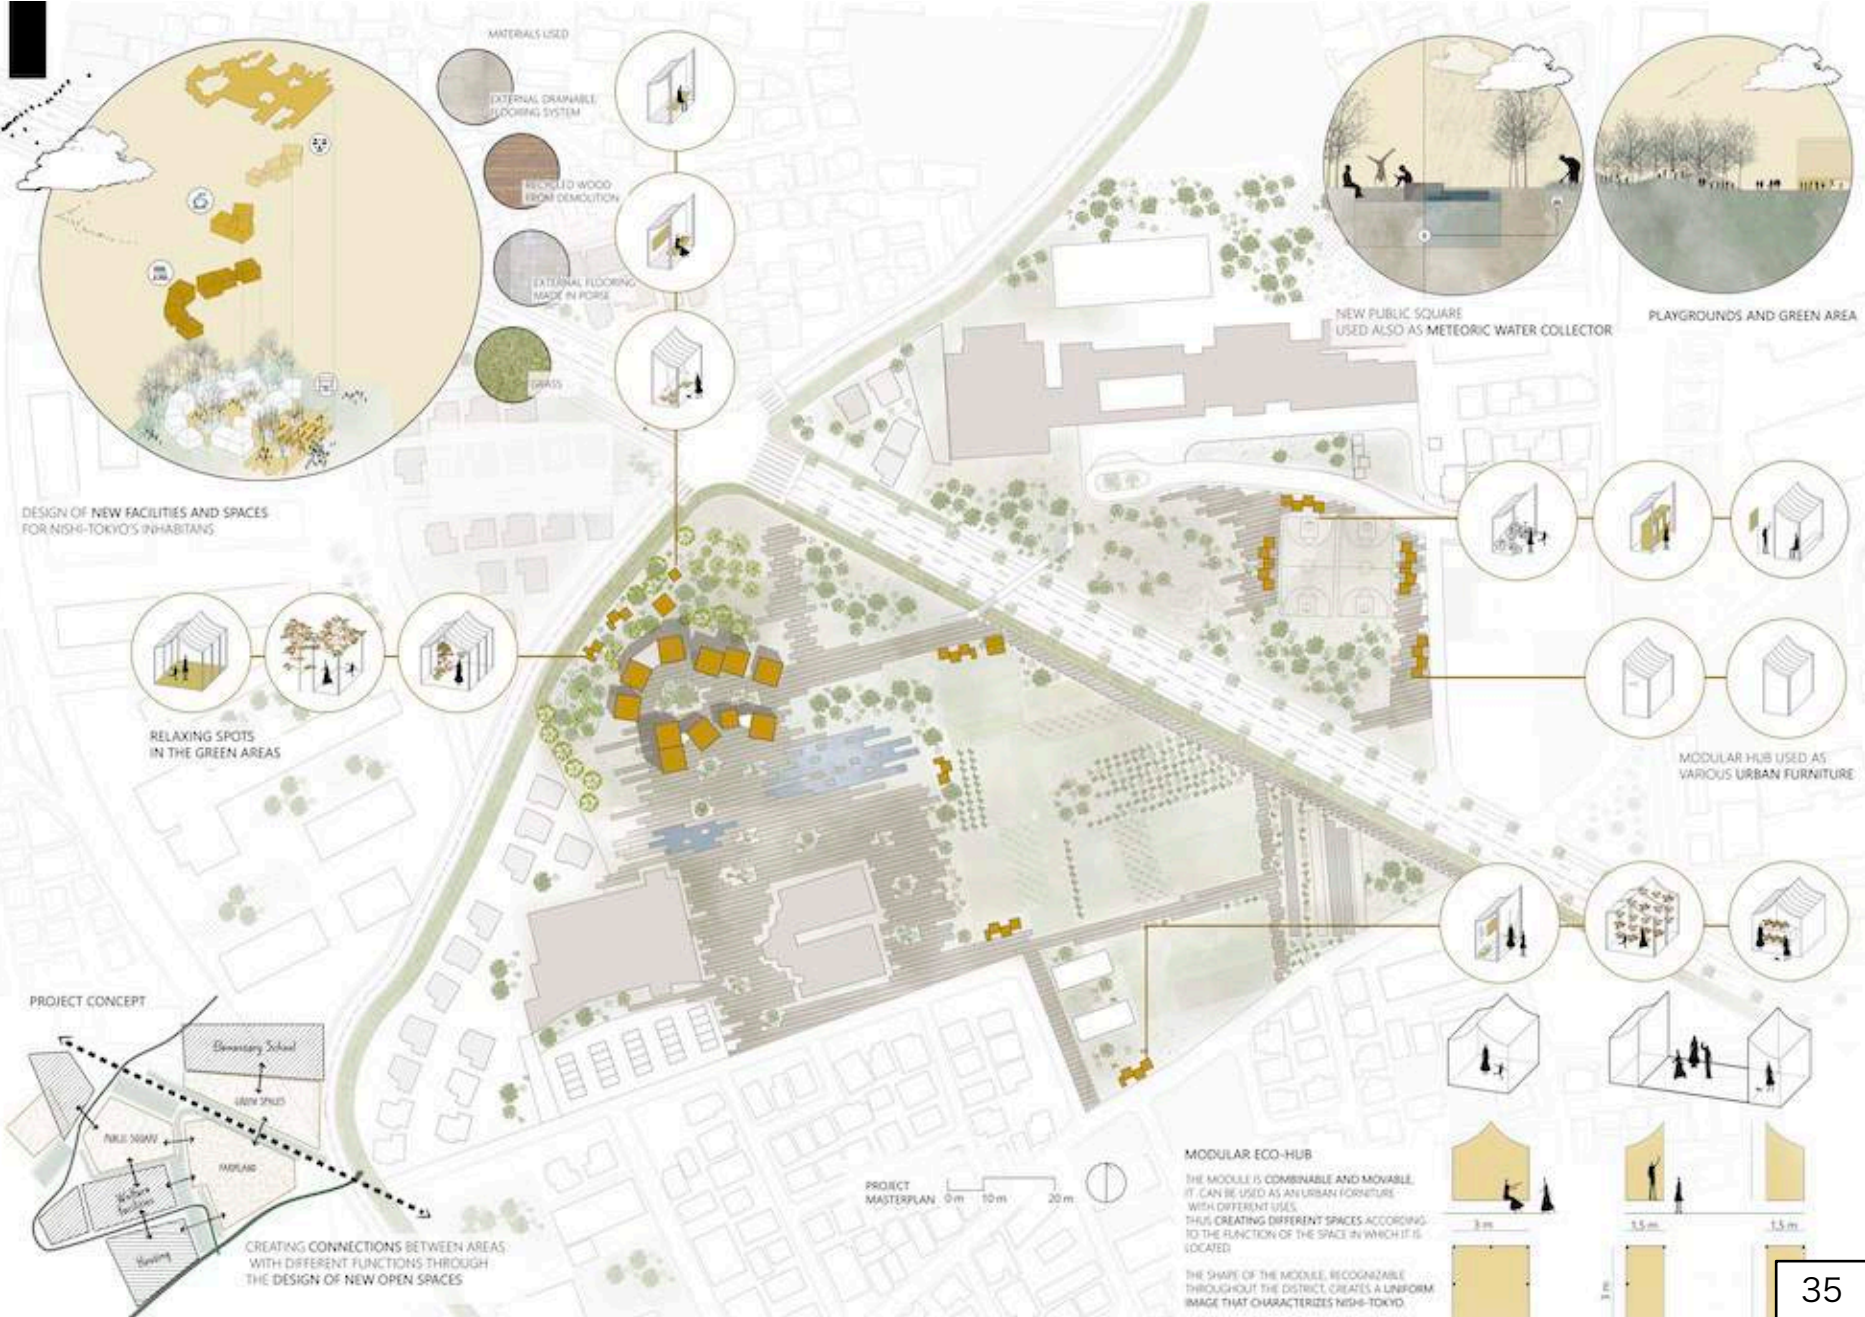 MATERIALS USED
EXTERNAL DRAINABLE
FLOORING SYSTEM
RECYCLED WOOD
FROM DEMOLITION
EXTERNAL FLOORING
MADE IN PORSE
GRASS
NEW PUBLIC SQUARE
USED ALSO AS METEORIC WATER COLLECTOR
PLAYGROUNDS AND GREEN AREA
DESIGN OF NEW FACILITIES AND SPACES
FOR NISHI-TOKYO'S INHABITANS
RELAXING SPOTS
IN THE GREEN AREAS
MODULAR HUB USED AS
VARIOUS URBAN FURNITURE
PROJECT CONCEPT
Elementary School
GREEN SPACES
PUBLIC SQUARE
FARMLAND
Welfare
facilities
Housing
CREATING CONNECTIONS BETWEEN AREAS
WITH DIFFERENT FUNCTIONS THROUGH
THE DESIGN OF NEW OPEN SPACES
PROJECT
MASTERPLAN
0 m 10 m 20 m
MODULAR ECO-HUB
THE MODULE IS COMBINABLE AND MOVABLE.
IT CAN BE USED AS AN URBAN FORNITURE
WITH DIFFERENT USES.
THUS CREATING DIFFERENT SPACES ACCORDING
TO THE FUNCTION OF THE SPACE IN WHICH IT IS
LOCATED
THE SHAPE OF THE MODULE, RECOGNIZABLE
THROUGHOUT THE DISTRICT, CREATES A UNIFORM
IMAGE THAT CHARACTERIZES NISHI-TOKYO.
3 m
1,5 m
1,5 m
3 m
35